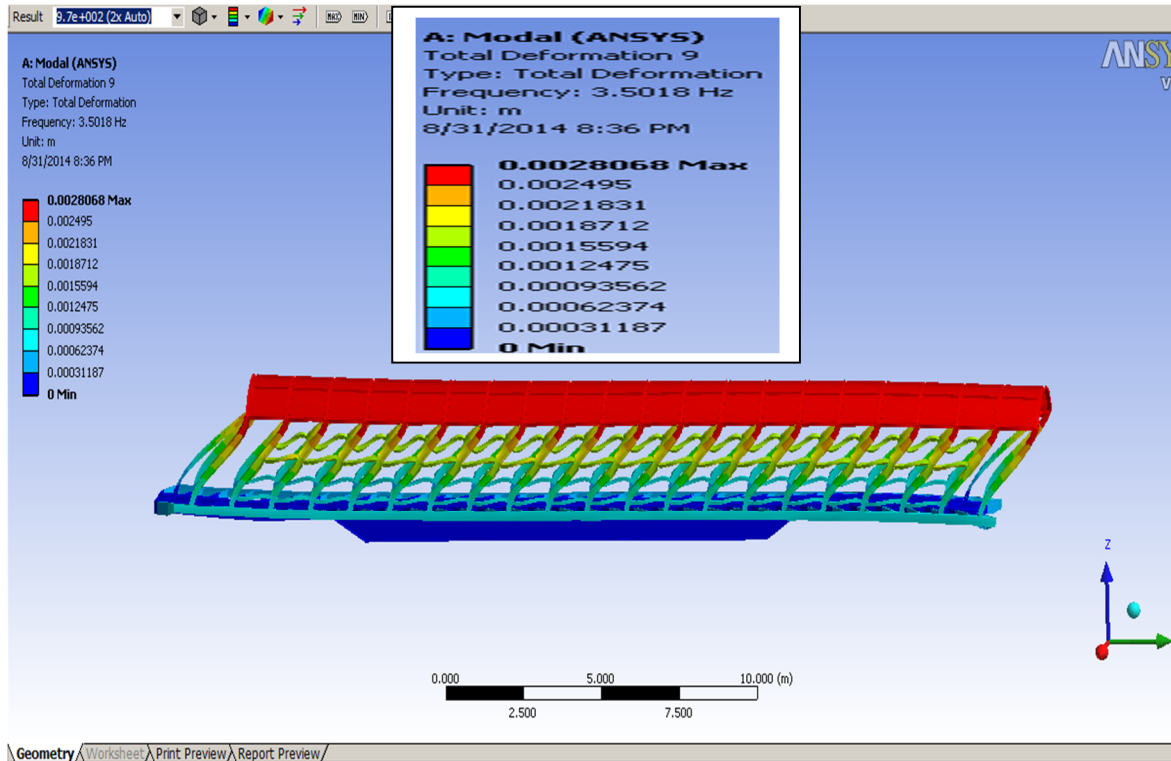 Result 9.7e+002 (2x Auto) MAX MIN
A: Modal (ANSYS)
Total Deformation 9
Type: Total Deformation
Frequency: 3.5018 Hz
Unit: m
8/31/2014 8:36 PM
0.0028068 Max
0.002495
0.0021831
0.0018712
0.0015594
0.0012475
0.00093562
0.00062374
0.00031187
0 Min
A: Modal (ANSYS)
Total Deformation 9
Type: Total Deformation
Frequency: 3.5018 Hz
Unit: m
8/31/2014 8:36 PM
0.0028068 Max
0.002495
0.0021831
0.0018712
0.0015594
0.0012475
0.00093562
0.00062374
0.00031187
0 Min
ANSY
V
Z
0.000 5.000 10.000 (m)
2.500 7.500
Geometry Worksheet Print Preview Report Preview